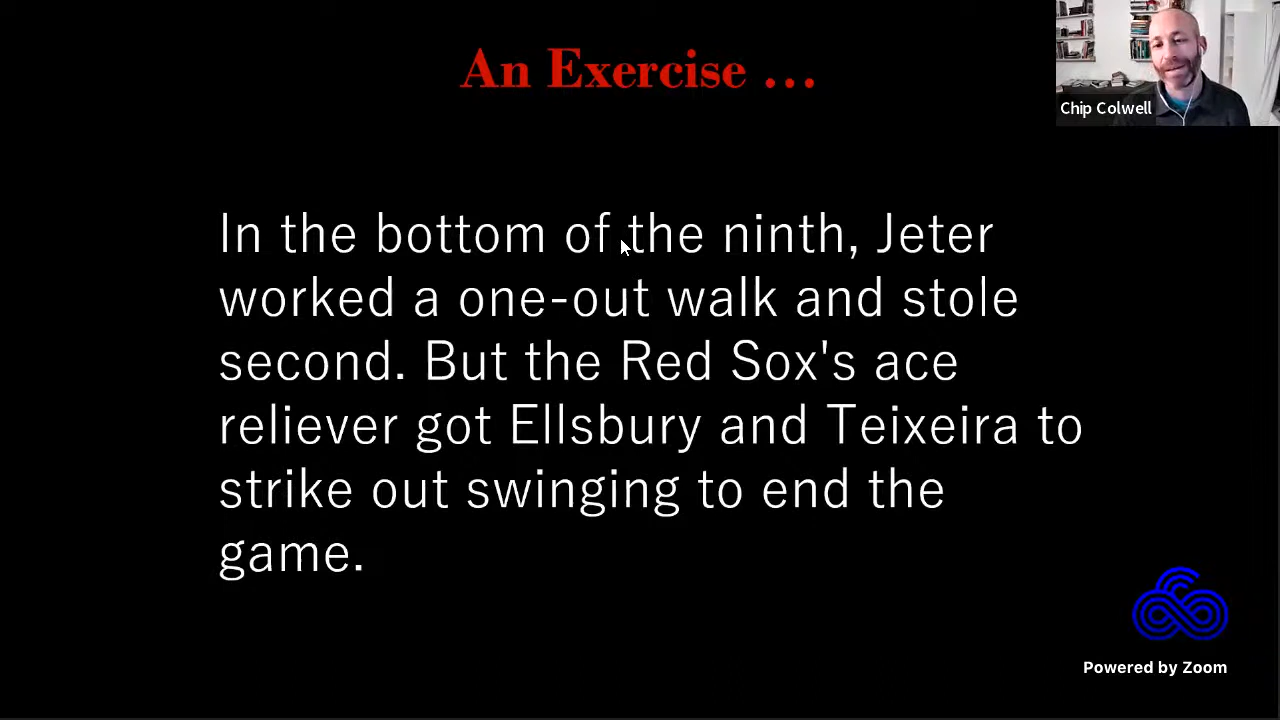 An Exercise ...
Chip Colwell
In the bottom of the ninth, Jeter
worked a one-out walk and stole
second. But the Red Sox's ace
reliever got Ellsbury and Teixeira to
strike out swinging to end the
game.
Powered by Zoom